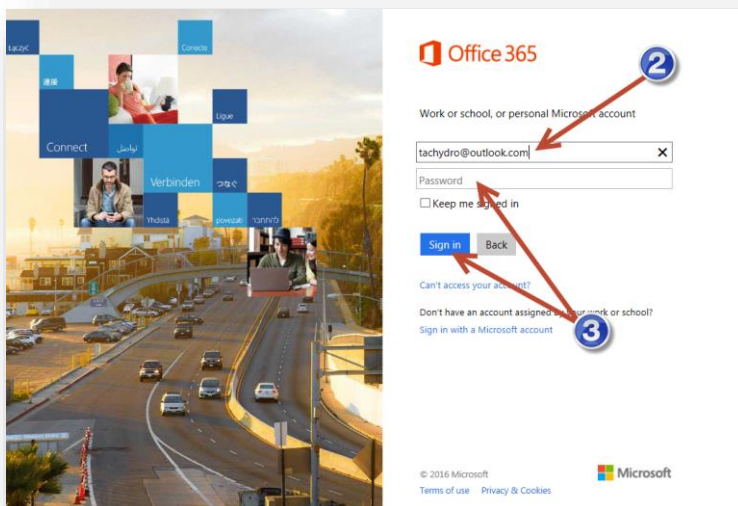 Łączyć
Conecte
連接
Ligue
Connect
تواصل
Verbinden
つなぐ
Yhdistä
povezati
להתחבר
Office 365
2
Work or school, or personal Microsoft account
tachydro@outlook.com
Password
Keep me signed in
Sign in
Back
Can't access your account?
Don't have an account assigned by your work or school?
Sign in with a Microsoft account
3
© 2016 Microsoft
Microsoft
Terms of use Privacy & Cookies